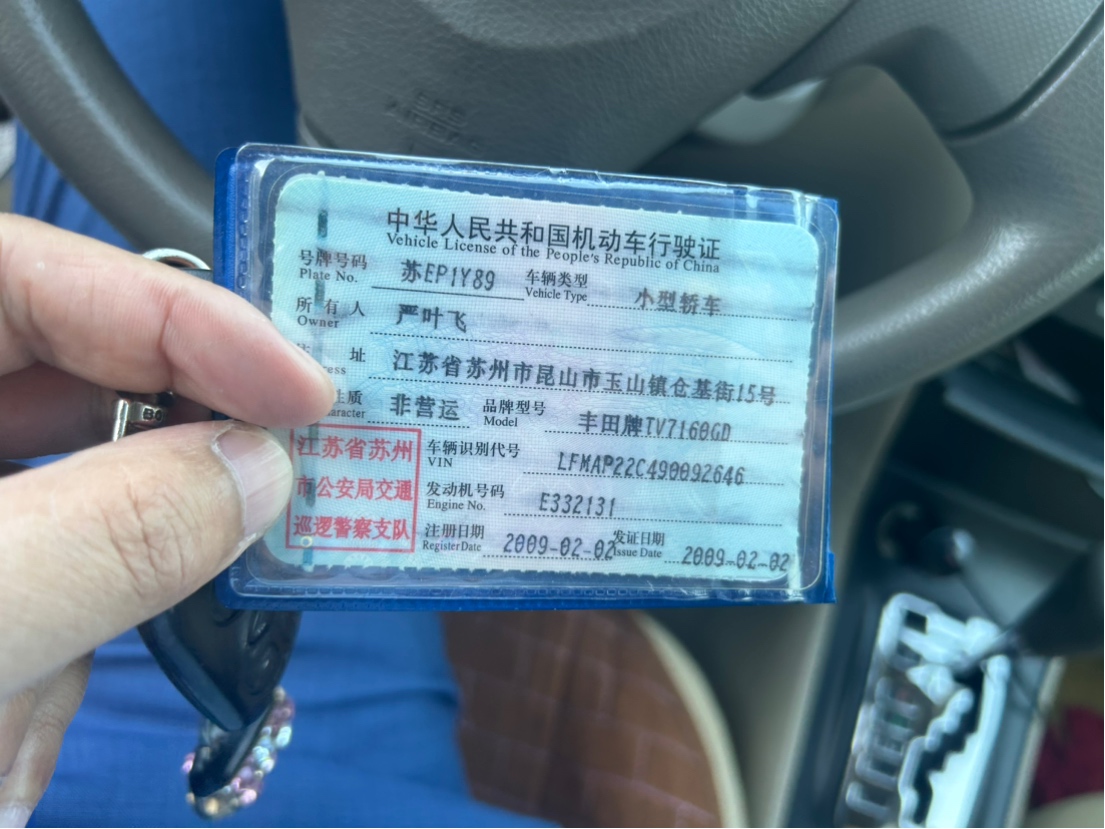 中华人民共和国机动车行驶证
Vehicle License of the People's Republic of China
号牌号码 苏EP1Y89 车辆类型 小型轿车
Plate No. Vehicle Type
所有人 严叶飞
Owner
址 江苏省苏州市昆山市玉山镇仓基街15号
ress
性质 非营运 品牌型号 丰田牌TV7160GD
aracter Model
江苏省苏州
市公安局交通
巡逻警察支队
车辆识别代号 LFMAP22C490092646
VIN
发动机号码 E332131
Engine No.
注册日期 2009-02-02 发证日期 2009-02-02
Register Date Issue Date